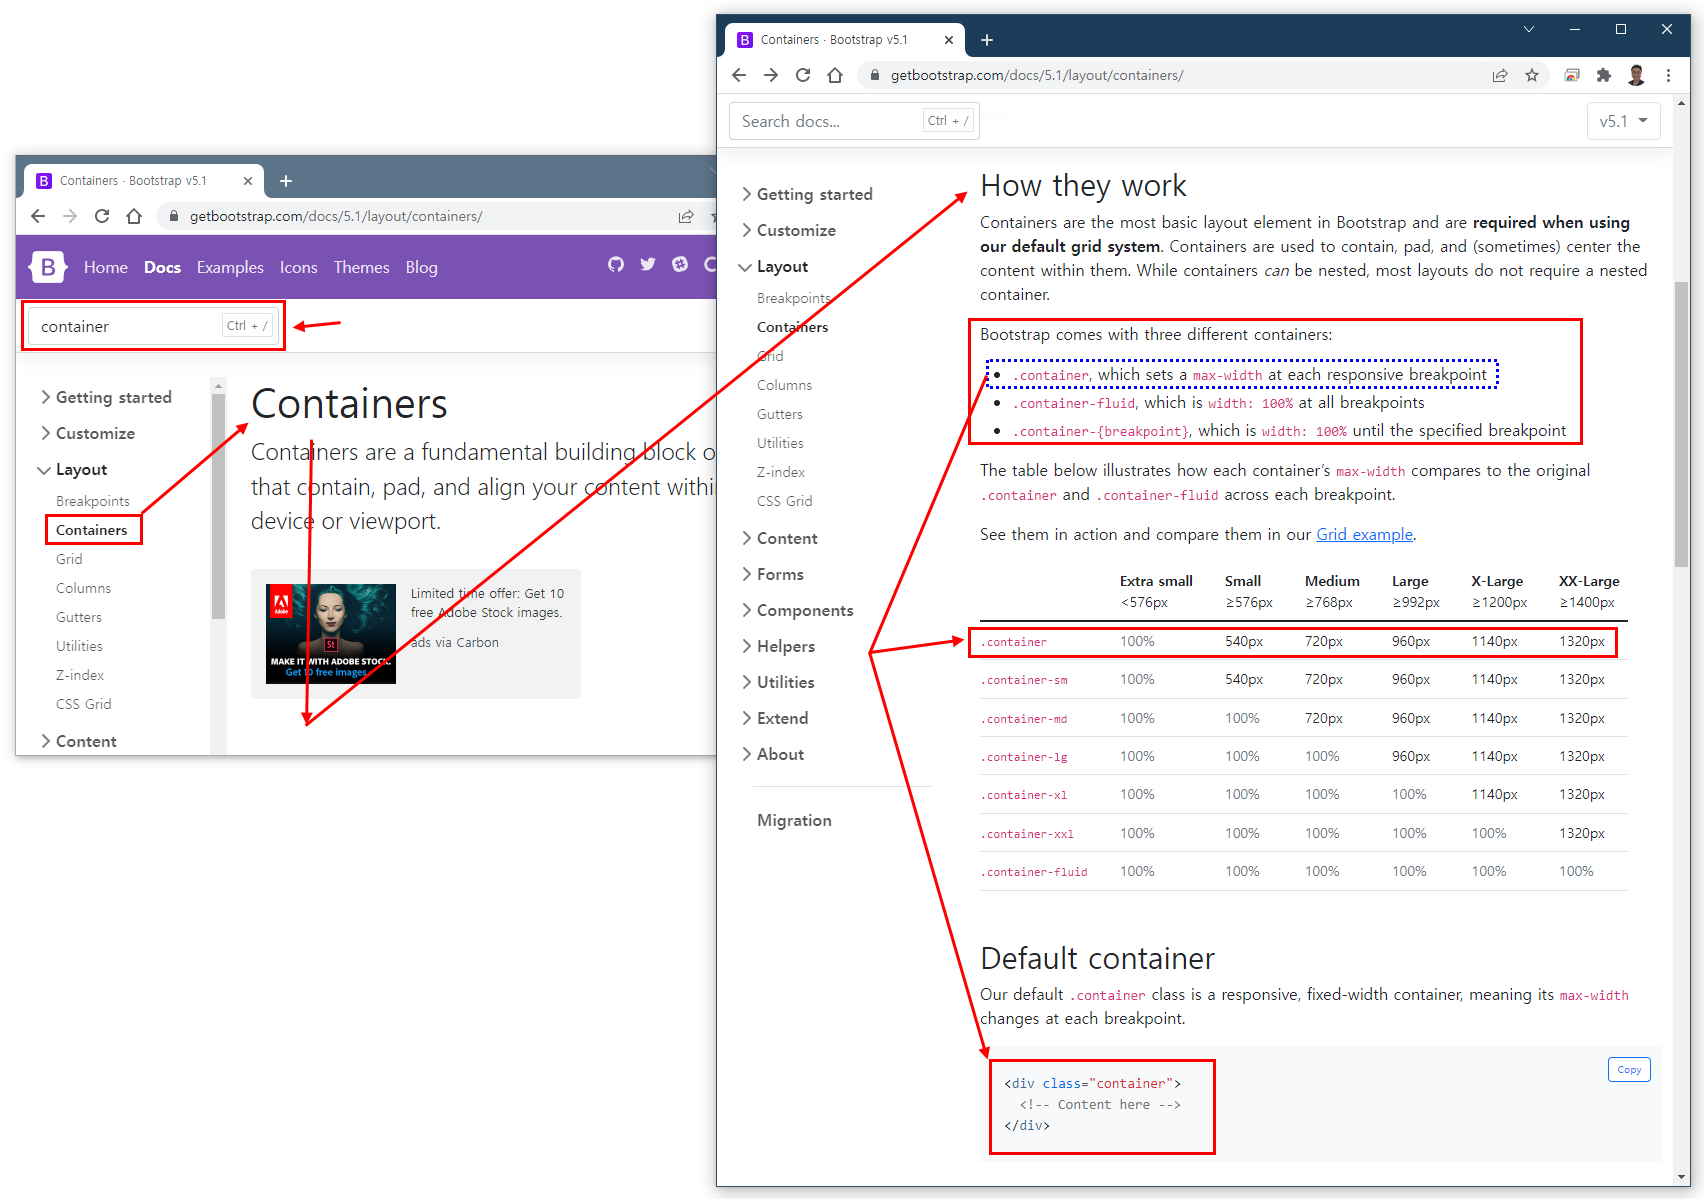 Containers · Bootstrap v5.1
getbootstrap.com/docs/5.1/layout/containers/
B Home Docs Examples Icons Themes Blog
container Ctrl + /
Getting started
Customize
Layout
Breakpoints
Containers
Grid
Columns
Gutters
Utilities
Z-index
CSS Grid
Content
Containers
Containers are a fundamental building block o
that contain, pad, and align your content withi
device or viewport.
Adobe
St
MAKE IT WITH ADOBE STOCK.
Get 10 free images
Limited time offer: Get 10
free Adobe Stock images.
ads via Carbon
Containers · Bootstrap v5.1
getbootstrap.com/docs/5.1/layout/containers/
Search docs... Ctrl + /
v5.1
Getting started
Customize
Layout
Breakpoints
Containers
Grid
Columns
Gutters
Utilities
Z-index
CSS Grid
Content
Forms
Components
Helpers
Utilities
Extend
About
Migration
How they work
Containers are the most basic layout element in Bootstrap and are required when using
our default grid system. Containers are used to contain, pad, and (sometimes) center the
content within them. While containers can be nested, most layouts do not require a nested
container.
Bootstrap comes with three different containers:
• .container, which sets a max-width at each responsive breakpoint
• .container-fluid, which is width: 100% at all breakpoints
• .container-{breakpoint}, which is width: 100% until the specified breakpoint
The table below illustrates how each container’s max-width compares to the original
.container and .container-fluid across each breakpoint.
See them in action and compare them in our Grid example.
Extra small Small Medium Large X-Large XX-Large
<576px ≥576px ≥768px ≥992px ≥1200px ≥1400px
.container 100% 540px 720px 960px 1140px 1320px
.container-sm 100% 540px 720px 960px 1140px 1320px
.container-md 100% 100% 720px 960px 1140px 1320px
.container-lg 100% 100% 100% 960px 1140px 1320px
.container-xl 100% 100% 100% 100% 1140px 1320px
.container-xxl 100% 100% 100% 100% 100% 1320px
.container-fluid 100% 100% 100% 100% 100% 100%
Default container
Our default .container class is a responsive, fixed-width container, meaning its max-width
changes at each breakpoint.
Copy
<div class="container">
<!-- Content here -->
</div>